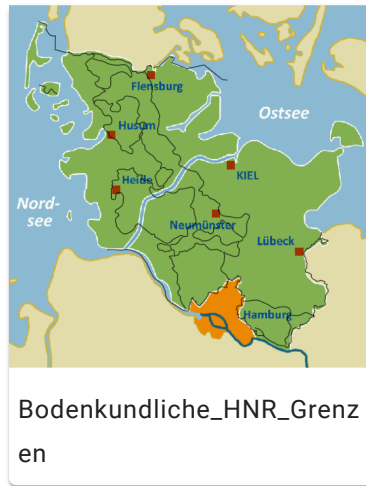 Flensburg
Ostsee
Husum
Heide
KIEL
Nord-
see
Neumünster
Lübeck
Hamburg
Bodenkundliche_HNR_Grenz
en